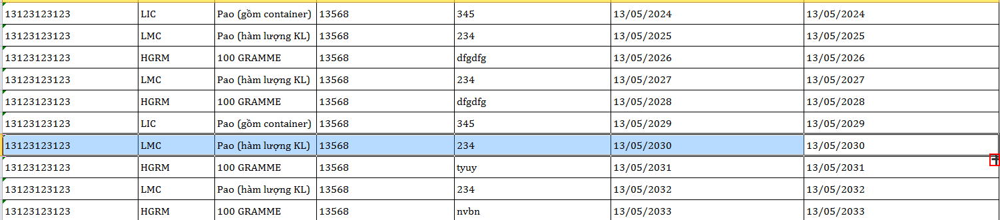 13123123123 LIC Pao (gồm container) 13568 345 13/05/2024 13/05/2024
13123123123 LMC Pao (hàm lượng KL) 13568 234 13/05/2025 13/05/2025
13123123123 HGRM 100 GRAMME 13568 dfgdfg 13/05/2026 13/05/2026
13123123123 LMC Pao (hàm lượng KL) 13568 234 13/05/2027 13/05/2027
13123123123 HGRM 100 GRAMME 13568 dfgdfg 13/05/2028 13/05/2028
13123123123 LIC Pao (gồm container) 13568 345 13/05/2029 13/05/2029
13123123123 LMC Pao (hàm lượng KL) 13568 234 13/05/2030 13/05/2030
13123123123 HGRM 100 GRAMME 13568 tyuy 13/05/2031 13/05/2031
13123123123 LMC Pao (hàm lượng KL) 13568 234 13/05/2032 13/05/2032
13123123123 HGRM 100 GRAMME 13568 nvbn 13/05/2033 13/05/2033